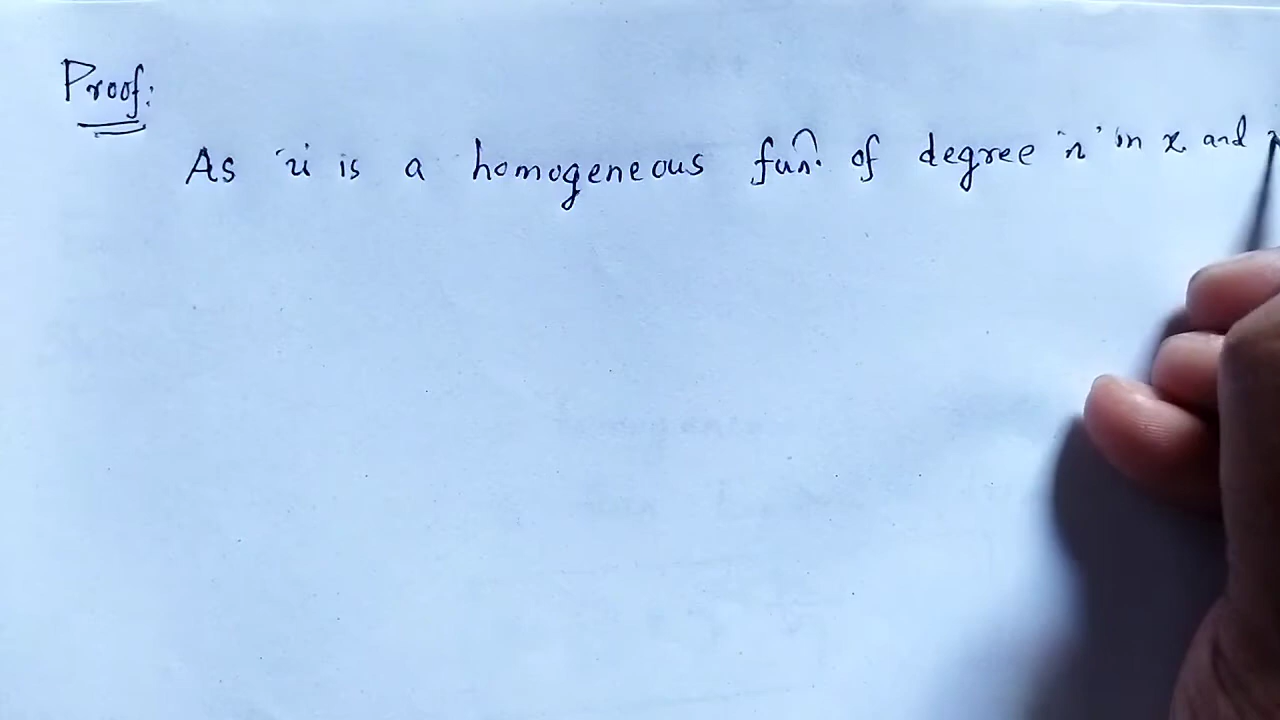 Proof:
As 'u' is a homogeneous fun. of degree 'n' in x and